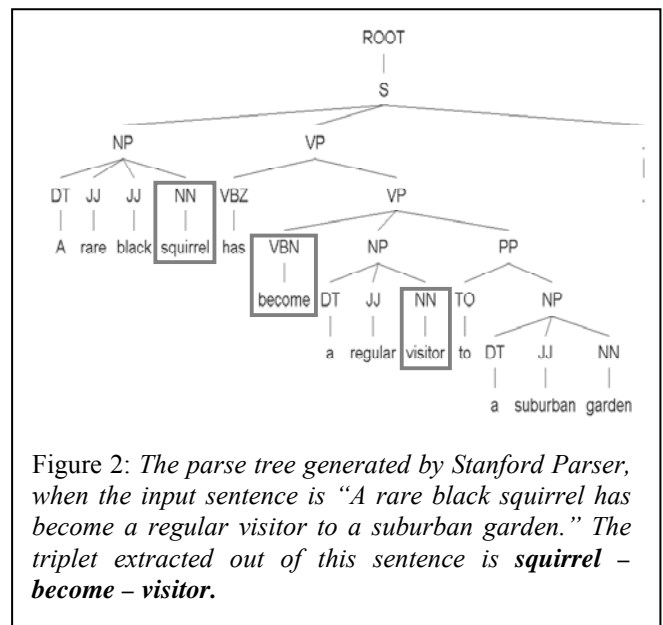 ROOT
S
NP VP .
DT JJ JJ NN VBZ VP .
A rare black squirrel has VBN NP PP
become DT JJ NN TO NP
a regular visitor to DT JJ NN
a suburban garden
Figure 2: The parse tree generated by Stanford Parser,
when the input sentence is “A rare black squirrel has
become a regular visitor to a suburban garden.” The
triplet extracted out of this sentence is squirrel –
become – visitor.